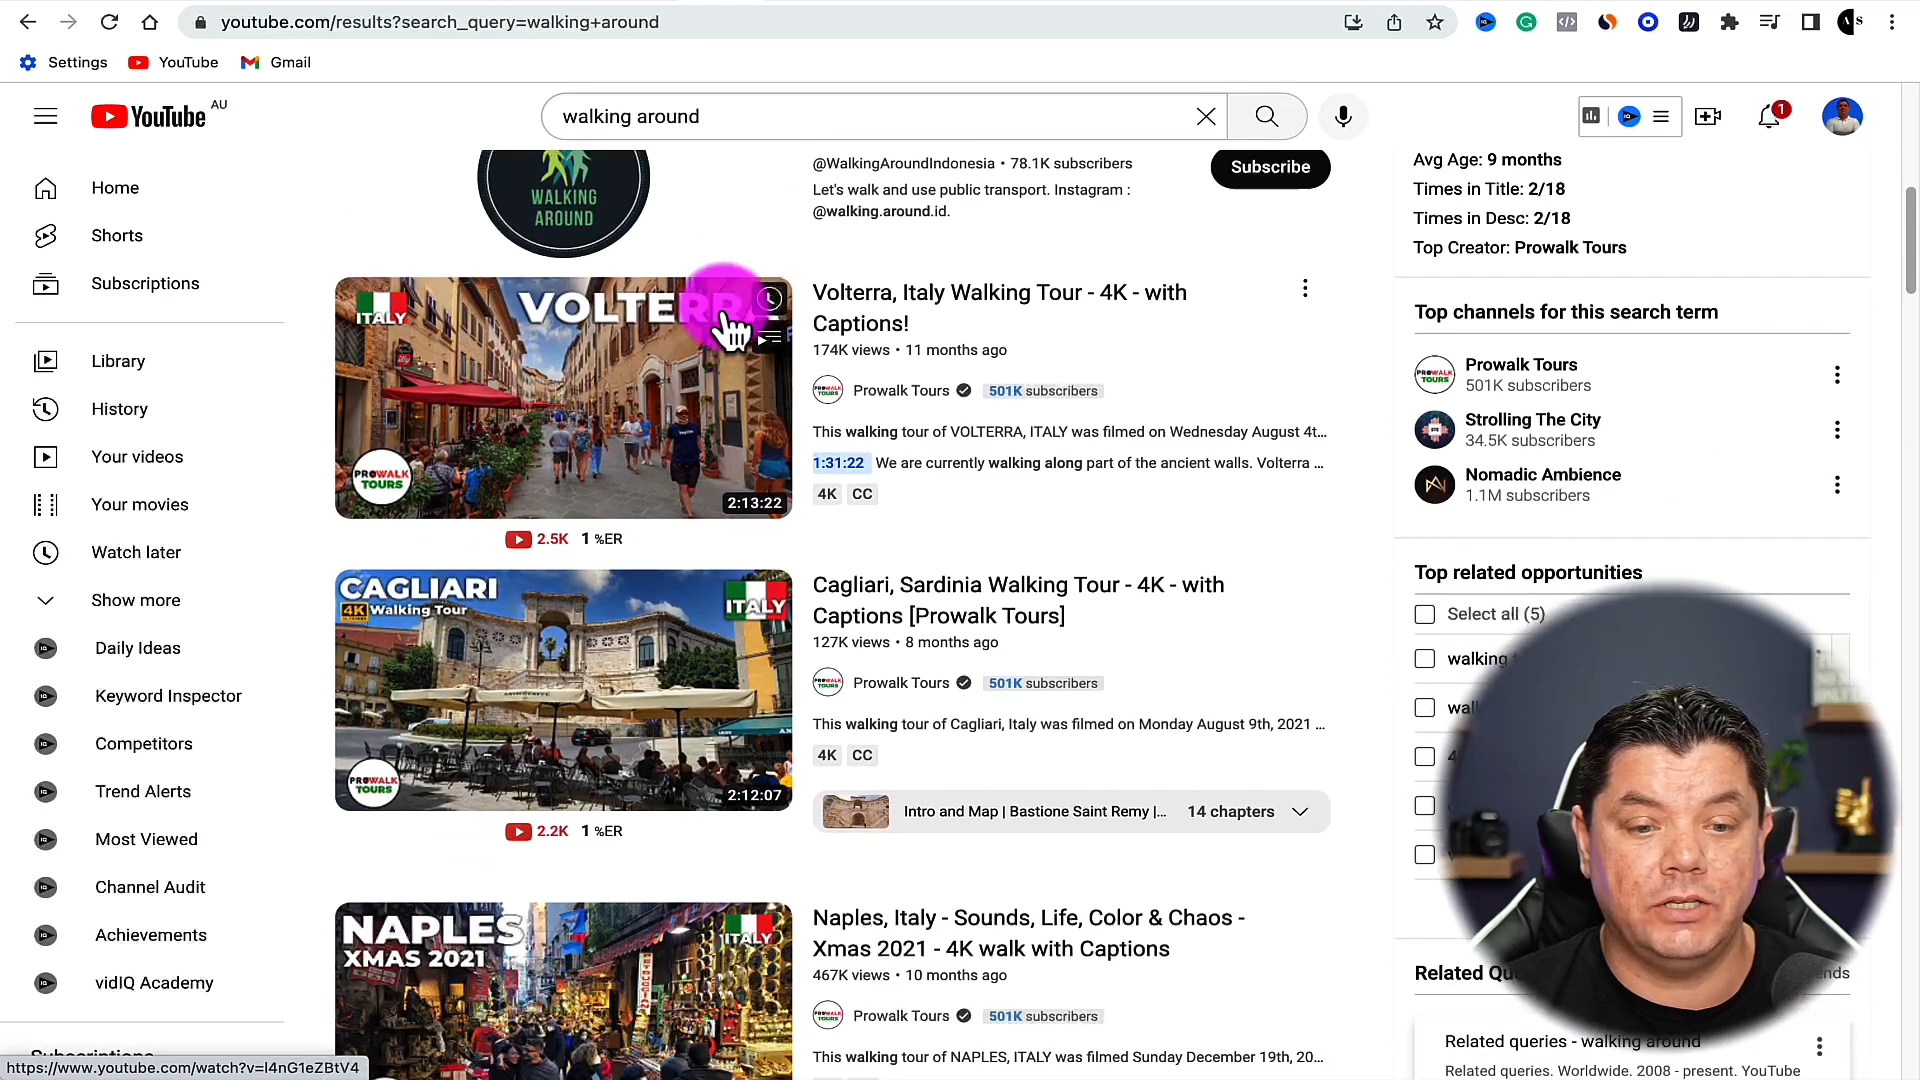 youtube.com/results?search_query=walking+around
Settings
YouTube
Gmail
YouTube AU
walking around
1
Home
Shorts
Subscriptions
Library
History
Your videos
Your movies
Watch later
Show more
Daily Ideas
Keyword Inspector
Competitors
Trend Alerts
Most Viewed
Channel Audit
Achievements
vidIQ Academy
https://www.youtube.com/watch?v=I4nG1eZBtV4
WALKING
AROUND
@WalkingAroundIndonesia • 78.1K subscribers
Let's walk and use public transport. Instagram :
@walking.around.id.
Subscribe
ITALY
PROWALK
TOURS
2:13:22
2.5K 1 %ER
Volterra, Italy Walking Tour - 4K - with
Captions!
174K views • 11 months ago
Prowalk Tours 501K subscribers
This walking tour of VOLTERRA, ITALY was filmed on Wednesday August 4t...
1:31:22 We are currently walking along part of the ancient walls. Volterra ...
4K CC
CAGLIARI
4K Walking Tour
ITALY
PROWALK
TOURS
2:12:07
2.2K 1 %ER
Cagliari, Sardinia Walking Tour - 4K - with
Captions [Prowalk Tours]
127K views • 8 months ago
Prowalk Tours 501K subscribers
This walking tour of Cagliari, Italy was filmed on Monday August 9th, 2021 ...
4K CC
Intro and Map | Bastione Saint Remy |... 14 chapters
NAPLES
XMAS 2021
ITALY
Naples, Italy - Sounds, Life, Color & Chaos -
Xmas 2021 - 4K walk with Captions
467K views • 10 months ago
Prowalk Tours 501K subscribers
This walking tour of NAPLES, ITALY was filmed Sunday December 19th, 20...
Avg Age: 9 months
Times in Title: 2/18
Times in Desc: 2/18
Top Creator: Prowalk Tours
Top channels for this search term
Prowalk Tours
501K subscribers
Strolling The City
34.5K subscribers
Nomadic Ambience
1.1M subscribers
Top related opportunities
Select all (5)
walking
Related
Related queries - walking around
Related queries. Worldwide. 2008 - present. YouTube